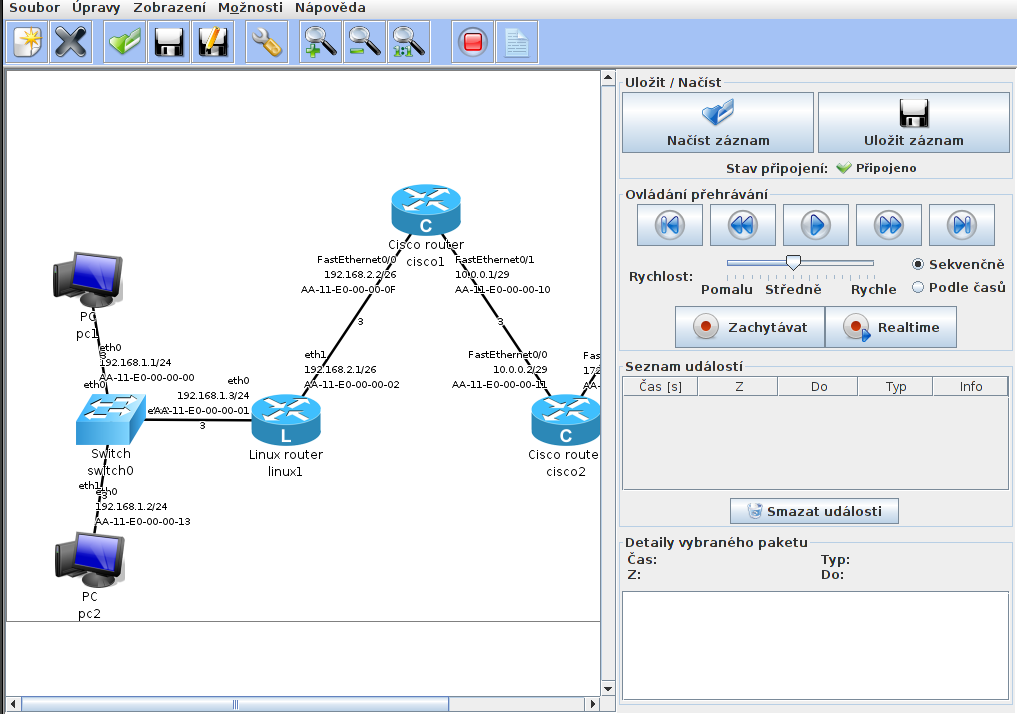 Soubor Úpravy Zobrazení Možnosti Nápověda
Uložit / Načíst
Načíst záznam
Uložit záznam
Stav připojení: Připojeno
Ovládání přehrávání
Rychlost:
Pomalu Středně Rychle
Sekvenčně
Podle časů
Zachytávat
Realtime
Seznam událostí
Čas [s] Z Do Typ Info
Smazat události
Detaily vybraného paketu
Čas: Typ:
Z: Do:
C
Cisco router
cisco1
FastEthernet0/0
192.168.2.2/26
AA-11-E0-00-00-0F
FastEthernet0/1
10.0.0.1/29
AA-11-E0-00-00-10
3
3
PC
pc1
eth0
3
192.168.1.1/24
AA-11-E0-00-00-00
eth0
eth0
192.168.1.3/24
AA-11-E0-00-00-01
3
eth1
192.168.2.1/26
AA-11-E0-00-00-02
L
Linux router
linux1
FastEthernet0/0
10.0.0.2/29
AA-11-E0-00-00-11
Fas
AA-
C
Cisco route
cisco2
Switch
switch0
eth1
eth0
3
192.168.1.2/24
AA-11-E0-00-00-13
PC
pc2